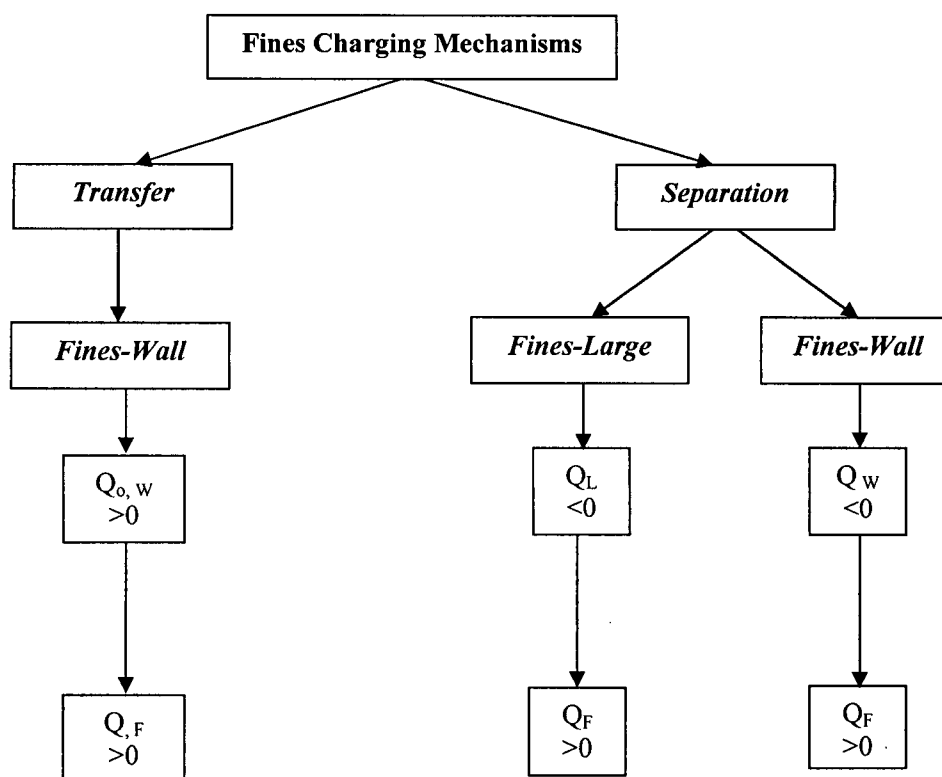 Fines Charging Mechanisms
Transfer
Separation
Fines-Wall
Fines-Large
Fines-Wall
Qo, W
>0
QL
<0
Q W
<0
Q, F
>0
QF
>0
QF
>0